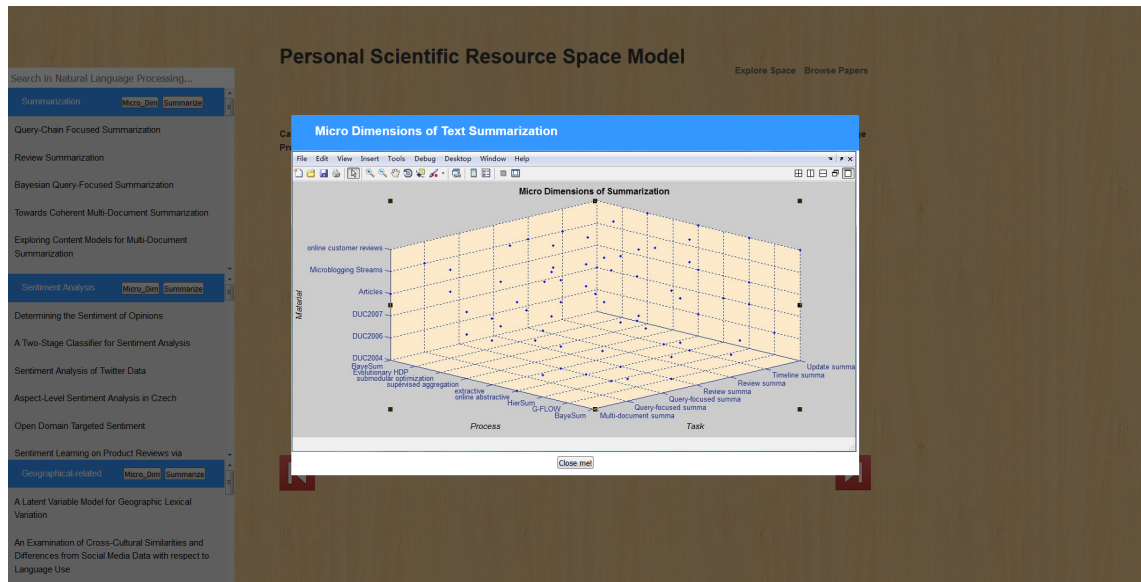 Personal Scientific Resource Space Model
Explore Space Browse Papers
Search in Natural Language Processing...
Summarization Micro_Dim Summarize
Query-Chain Focused Summarization
Review Summarization
Bayesian Query-Focused Summarization
Towards Coherent Multi-Document Summarization
Exploring Content Models for Multi-Document
Summarization
Sentiment Analysis Micro_Dim Summarize
Determining the Sentiment of Opinions
A Two-Stage Classifier for Sentiment Analysis
Sentiment Analysis of Twitter Data
Aspect-Level Sentiment Analysis in Czech
Open Domain Targeted Sentiment
Sentiment Learning on Product Reviews via
Geographical-related Micro_Dim Summarize
A Latent Variable Model for Geographic Lexical
Variation
An Examination of Cross-Cultural Similarities and
Differences from Social Media Data with respect to
Language Use
Micro Dimensions of Text Summarization
File Edit View Insert Tools Debug Desktop Window Help
Micro Dimensions of Summarization
online customer reviews
Microblogging Streams
Articles
DUC2007
DUC2006
DUC2004
Material
BayeSum
Evolutionary HDP
submodular optimization
supervised aggregation
extractive
online abstractive
HierSum
G-FLOW
BayeSum
Process
Multi-document summa
Query-focused summa
Query-focused summa
Review summa
Review summa
Timeline summa
Update summa
Task
Close me!